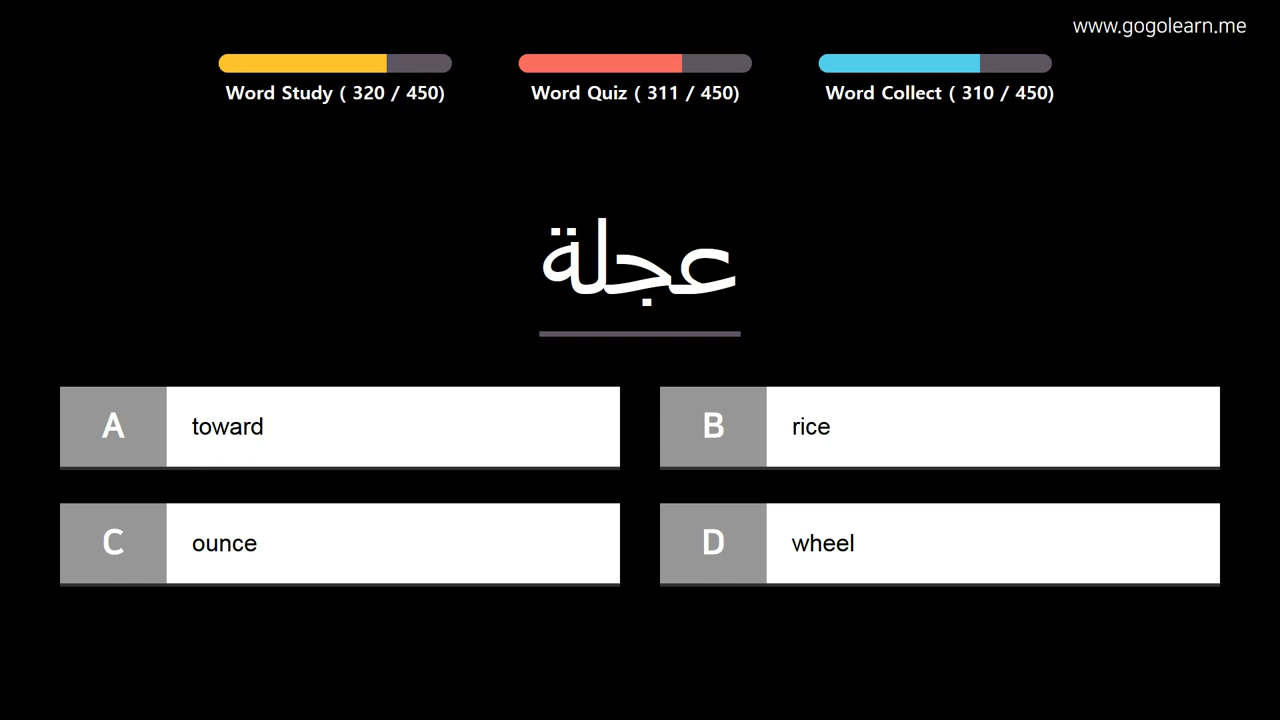 www.gogolearn.me
Word Study ( 320 / 450)
Word Quiz ( 311 / 450)
Word Collect ( 310 / 450)
عجلة
A toward
B rice
C ounce
D wheel